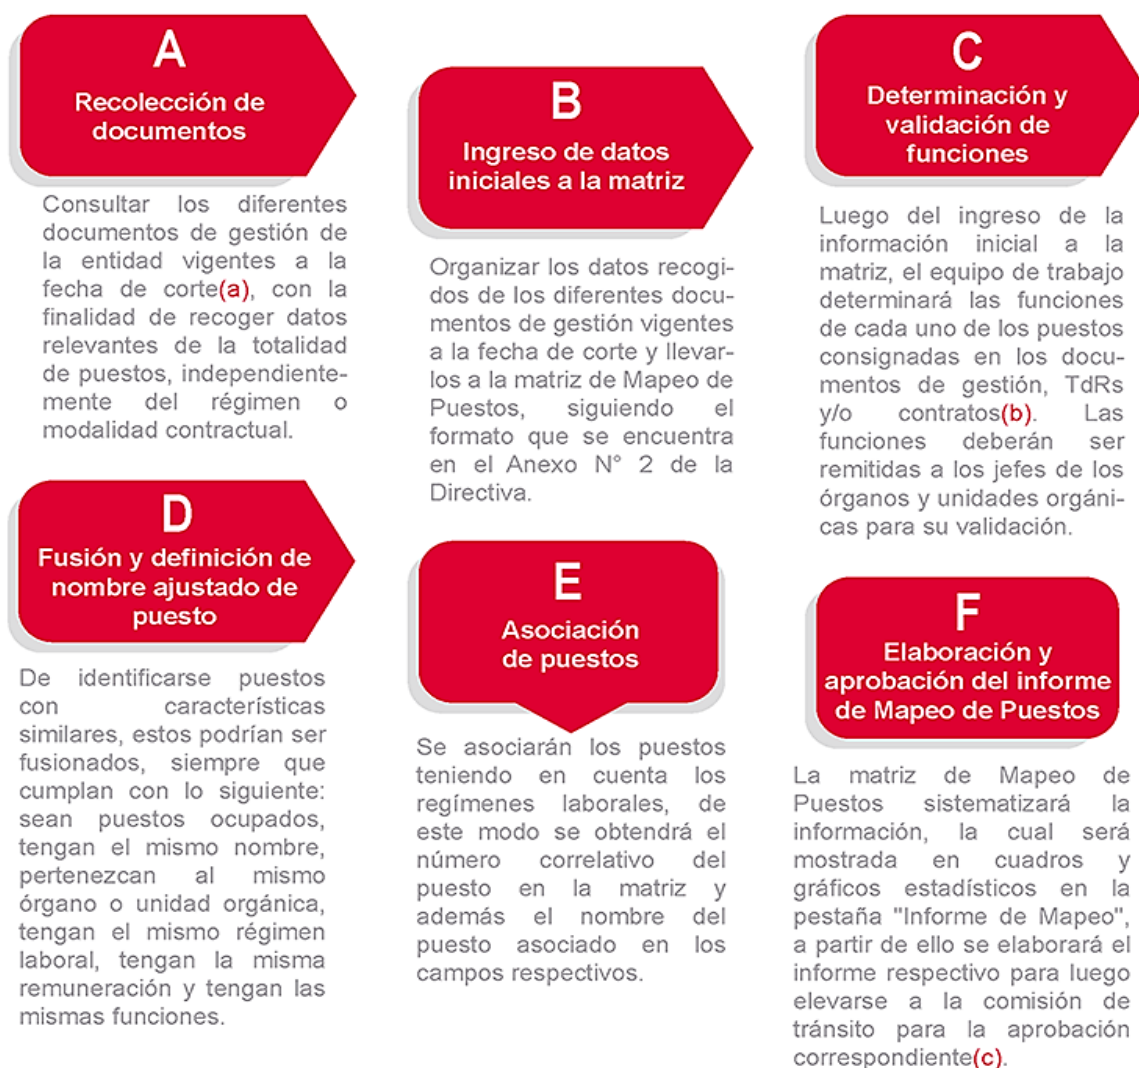 A
Recolección de
documentos
Consultar los diferentes
documentos de gestión de
la entidad vigentes a la
fecha de corte(a), con la
finalidad de recoger datos
relevantes de la totalidad
de puestos, independiente-
mente del régimen o
modalidad contractual.
B
Ingreso de datos
iniciales a la matriz
Organizar los datos recogi-
dos de los diferentes docu-
mentos de gestión vigentes
a la fecha de corte y llevar-
los a la matriz de Mapeo de
Puestos, siguiendo el
formato que se encuentra
en el Anexo N° 2 de la
Directiva.
C
Determinación y
validación de
funciones
Luego del ingreso de la
información inicial a la
matriz, el equipo de trabajo
determinará las funciones
de cada uno de los puestos
consignadas en los docu-
mentos de gestión, TdRs
y/o contratos(b). Las
funciones deberán ser
remitidas a los jefes de los
órganos y unidades orgáni-
cas para su validación.
D
Fusión y definición de
nombre ajustado de
puesto
De identificarse puestos
con características
similares, estos podrían ser
fusionados, siempre que
cumplan con lo siguiente:
sean puestos ocupados,
tengan el mismo nombre,
pertenezcan al mismo
órgano o unidad orgánica,
tengan el mismo régimen
laboral, tengan la misma
remuneración y tengan las
mismas funciones.
E
Asociación
de puestos
Se asociarán los puestos
teniendo en cuenta los
regímenes laborales, de
este modo se obtendrá el
número correlativo del
puesto en la matriz y
además el nombre del
puesto asociado en los
campos respectivos.
F
Elaboración y
aprobación del informe
de Mapeo de Puestos
La matriz de Mapeo de
Puestos sistematizará la
información, la cual será
mostrada en cuadros y
gráficos estadísticos en la
pestaña "Informe de Mapeo",
a partir de ello se elaborará el
informe respectivo para luego
elevarse a la comisión de
tránsito para la aprobación
correspondiente(c).